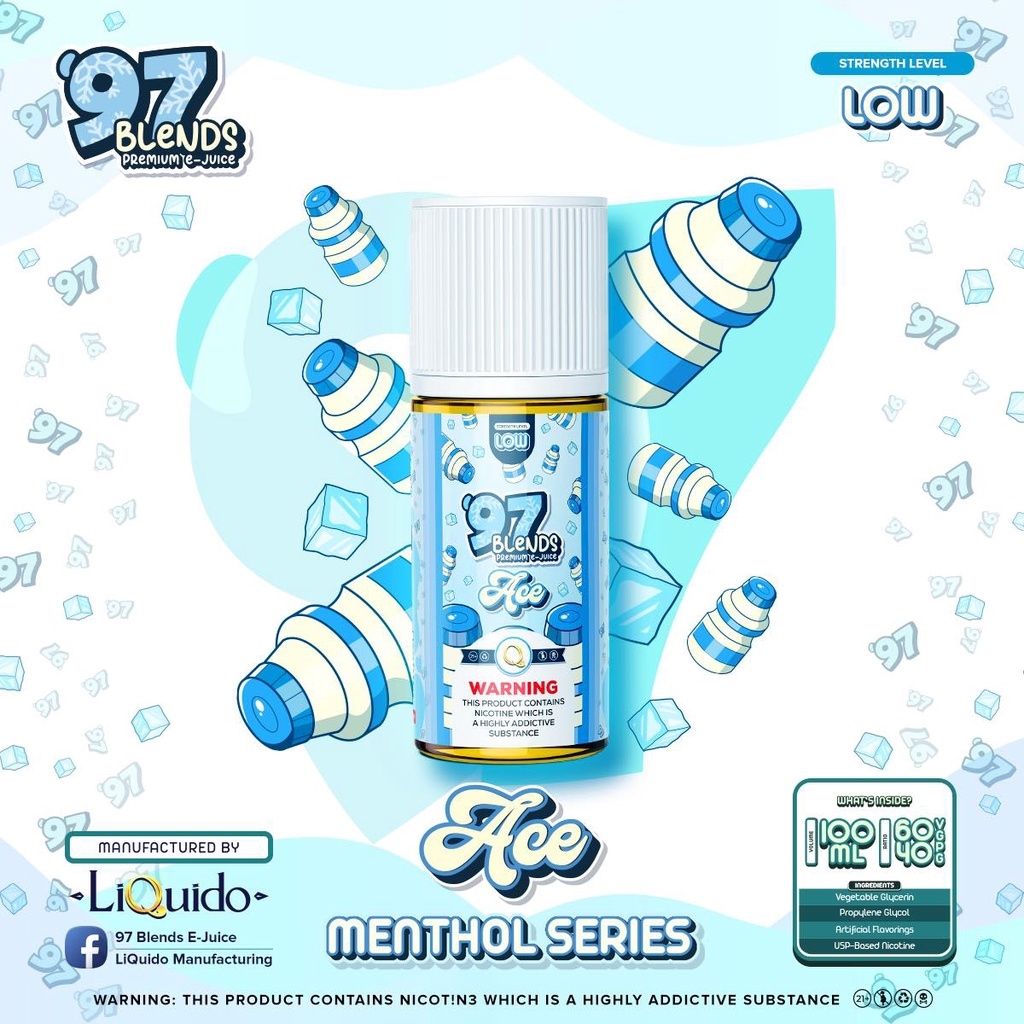 '97
BLeNDS
PREMIUM e-JUICE
STRENGTH LEVEL
LOW
STRENGTH LEVEL
LOW
'97
BLeNDS
PREMIUM e-JUICE
Ace
21+
Q
WARNING
THIS PRODUCT CONTAINS
NICOTINE WHICH IS
A HIGHLY ADDICTIVE
SUBSTANCE
Ace
MENTHOL SERIES
MANUFACTURED BY
LiQuido
97 Blends E-Juice
LiQuido Manufacturing
WHAT'S INSIDE?
VOLUME 100 ML
RATIO 60 VG 40 PG
INGREDIENTS
Vegetable Glycerin
Propylene Glycol
Artificial Flavorings
USP-Based Nicotine
WARNING: THIS PRODUCT CONTAINS NICOT!N3 WHICH IS A HIGHLY ADDICTIVE SUBSTANCE 21+